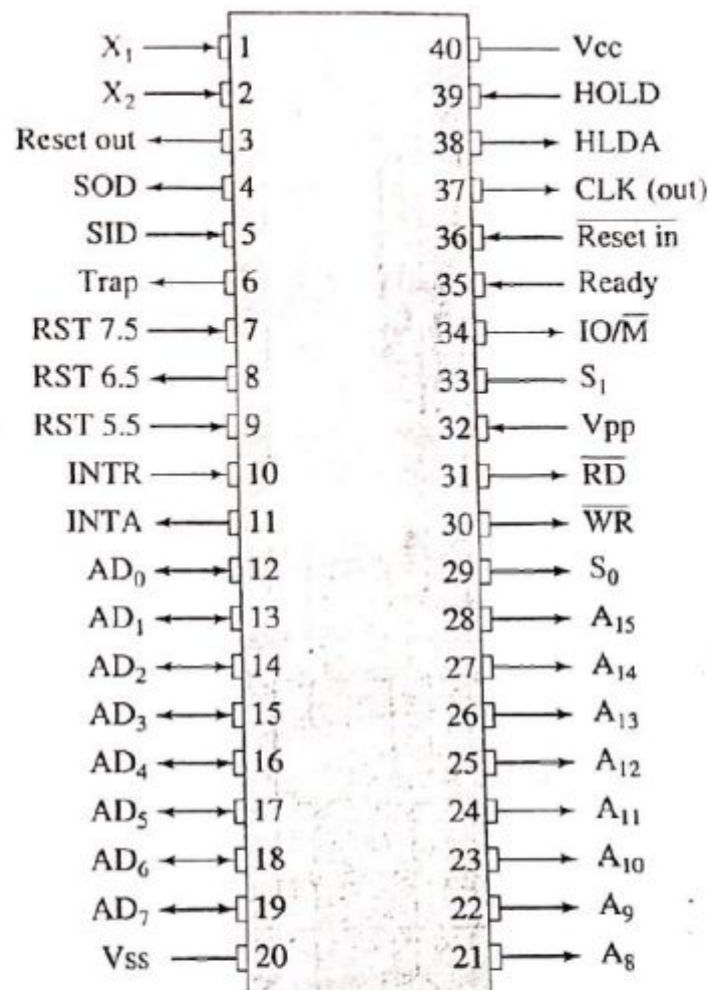 X₁ 1 40 Vcc
X₂ 2 39 HOLD
Reset out 3 38 HLDA
SOD 4 37 CLK (out)
SID 5 36 R̅e̅s̅e̅t̅ ̅i̅n̅
Trap 6 35 Ready
RST 7.5 7 34 IO/M̅
RST 6.5 8 33 S₁
RST 5.5 9 32 Vpp
INTR 10 31 R̅D̅
INTA 11 30 W̅R̅
AD₀ 12 29 S₀
AD₁ 13 28 A₁₅
AD₂ 14 27 A₁₄
AD₃ 15 26 A₁₃
AD₄ 16 25 A₁₂
AD₅ 17 24 A₁₁
AD₆ 18 23 A₁₀
AD₇ 19 22 A₉
Vss 20 21 A₈